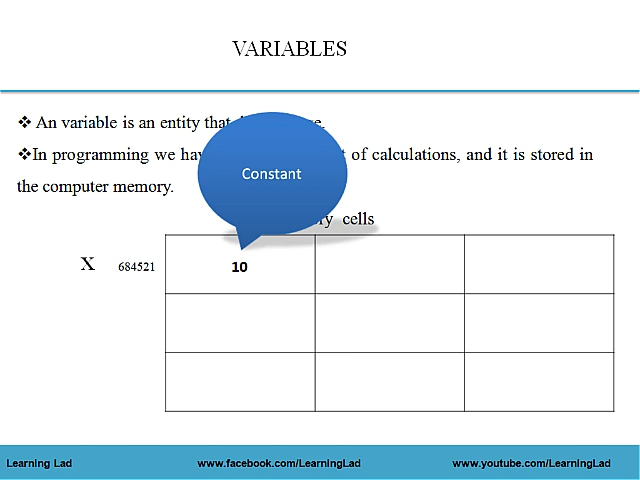 VARIABLES
❖ An variable is an entity that
❖In programming we of calculations, and it is stored in
the computer memory.
Constant
cells
X 684521 10
Learning Lad www.facebook.com/LearningLad www.youtube.com/LearningLad